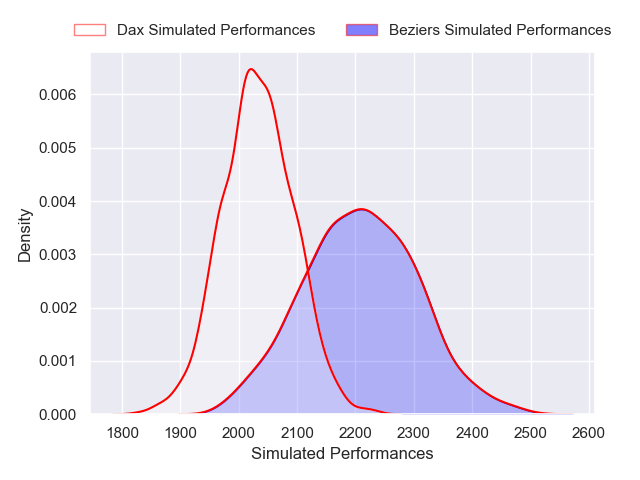 Dax Simulated Performances
Beziers Simulated Performances
Density
0.006
0.005
0.004
0.003
0.002
0.001
0.000
1800 1900 2000 2100 2200 2300 2400 2500 2600
Simulated Performances